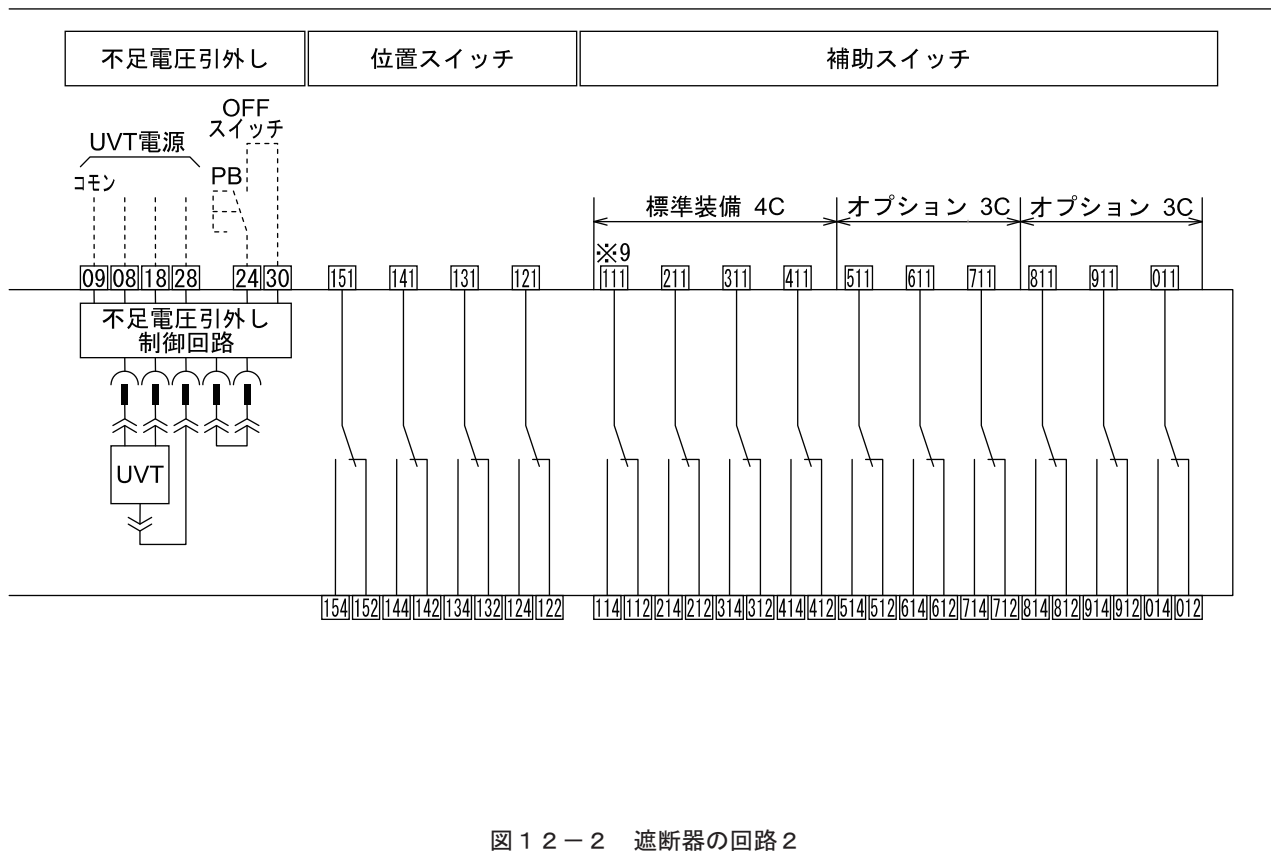 不足電圧引外し
位置スイッチ
補助スイッチ
OFF
スイッチ
UVT電源
コモン
PB
標準装備 4C
オプション 3C
オプション 3C
※9
09 08 18 28 24 30 151 141 131 121 111 211 311 411 511 611 711 811 911 011
不足電圧引外し
制御回路
UVT
154 152 144 142 134 132 124 122 114 112 214 212 314 312 414 412 514 512 614 612 714 712 814 812 914 912 014 012
図12-2 遮断器の回路2